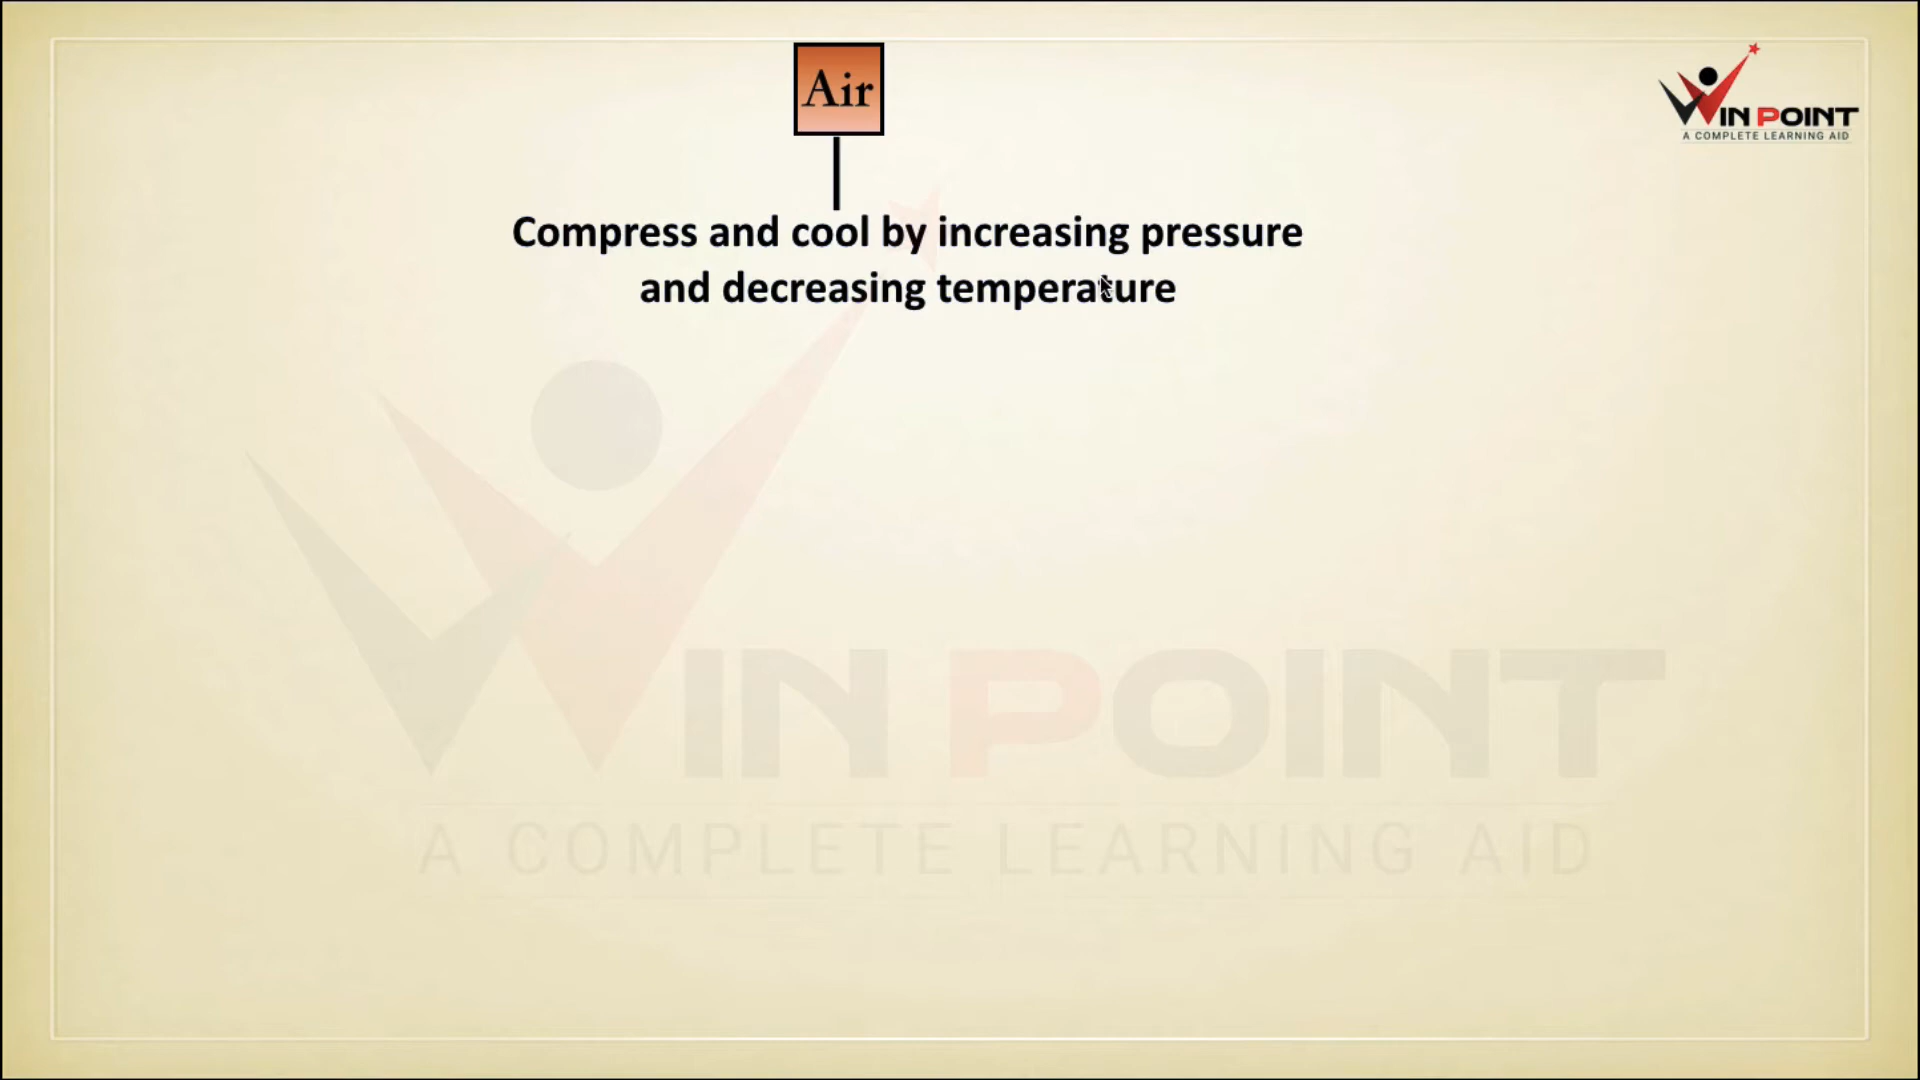 Air
WIN POINT
A COMPLETE LEARNING AID
Compress and cool by increasing pressure
and decreasing temperature
WIN POINT
A COMPLETE LEARNING AID